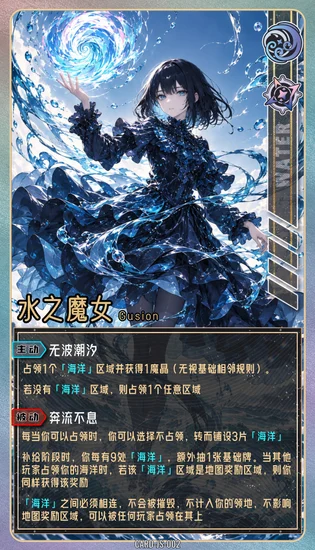 WATER
水之魔女 Gusion
主动 无波潮汐
占领1个「海洋」区域并获得1魔晶（无视基础相邻规则）。
若没有「海洋」区域，则占领1个任意区域
被动 奔流不息
每当你可以占领时，你可以选择不占领，转而铺设3片「海洋」
补给阶段时，你每有9处「海洋」，额外抽1张基础牌，当其他
玩家占领你的海洋时，若该「海洋」区域是地图奖励区域，则你
同样获得该奖励
「海洋」之间必须相连，不会被摧毁，不计入你的领地，不影响
地图奖励区域，可以被任何玩家占领在其上